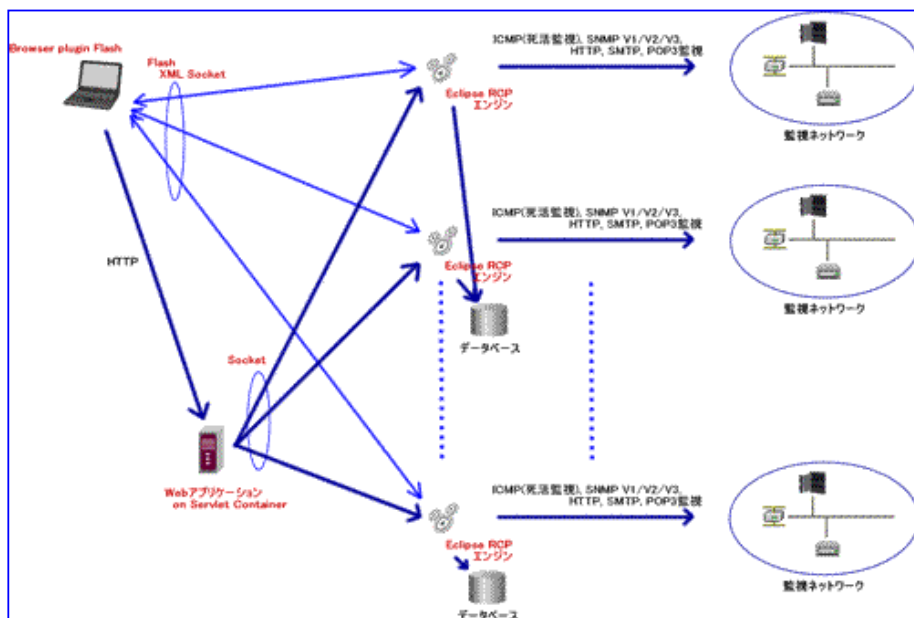 Browser plugin Flash
Flash
XML Socket
Eclipse RCP
エンジン
ICMP(死活監視), SNMP V1/V2/V3,
HTTP, SMTP, POP3監視
監視ネットワーク
HTTP
Eclipse RCP
エンジン
ICMP(死活監視), SNMP V1/V2/V3,
HTTP, SMTP, POP3監視
監視ネットワーク
データベース
Socket
Webアプリケーション
on Servlet Container
Eclipse RCP
エンジン
ICMP(死活監視), SNMP V1/V2/V3,
HTTP, SMTP, POP3監視
監視ネットワーク
データベース